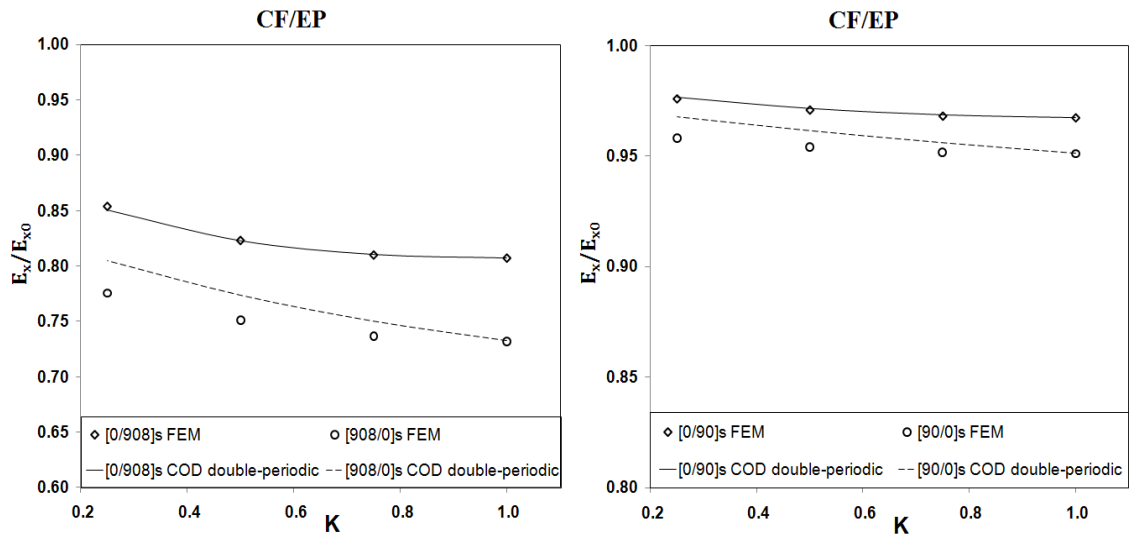 CF/EP
1.00
0.95
0.90
0.85
0.80
0.75
0.70
0.65
0.60
Ex/Ex0
[0/908]s FEM
[908/0]s FEM
[0/908]s COD double-periodic
[908/0]s COD double-periodic
0.2 0.4 0.6 0.8 1.0
K
CF/EP
1.00
0.95
0.90
0.85
0.80
Ex/Ex0
[0/90]s FEM
[90/0]s FEM
[0/90]s COD double-periodic
[90/0]s COD double-periodic
0.2 0.4 0.6 0.8 1.0
K